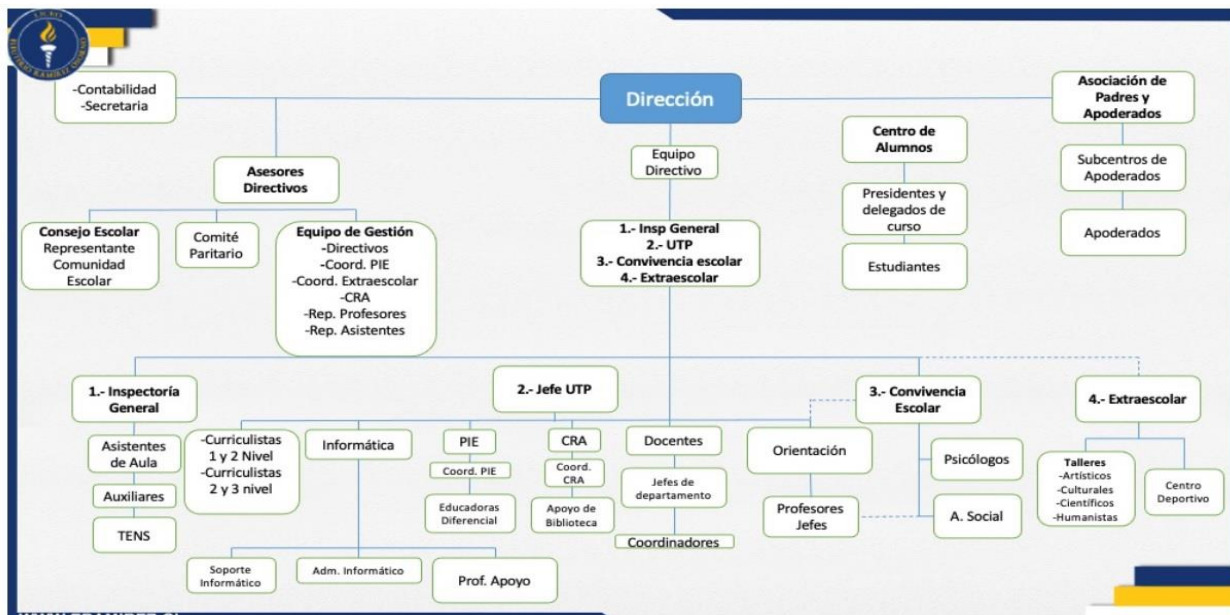 LICEO
ELEUTERIO RAMÍREZ OSORNO
-Contabilidad
-Secretaria
Dirección
Asociación de
Padres y
Apoderados
Centro de
Alumnos
Equipo
Directivo
Subcentros de
Apoderados
Asesores
Directivos
Presidentes y
delegados de
curso
Apoderados
Estudiantes
Consejo Escolar
Representante
Comunidad
Escolar
Comité
Paritario
Equipo de Gestión
-Directivos
-Coord. PIE
-Coord. Extraescolar
-CRA
-Rep. Profesores
-Rep. Asistentes
1.- Insp General
2.- UTP
3.- Convivencia escolar
4.- Extraescolar
1.- Inspectoría
General
2.- Jefe UTP
3.- Convivencia
Escolar
4.- Extraescolar
Asistentes
de Aula
Auxiliares
TENS
-Curriculistas
1 y 2 Nivel
-Curriculistas
2 y 3 nivel
Informática
PIE
Coord. PIE
Educadoras
Diferencial
CRA
Coord.
CRA
Apoyo de
Biblioteca
Docentes
Jefes de
departamento
Coordinadores
Orientación
Profesores
Jefes
Psicólogos
A. Social
Talleres
-Artísticos
-Culturales
-Científicos
-Humanistas
Centro
Deportivo
Soporte
Informático
Adm. Informático
Prof. Apoyo